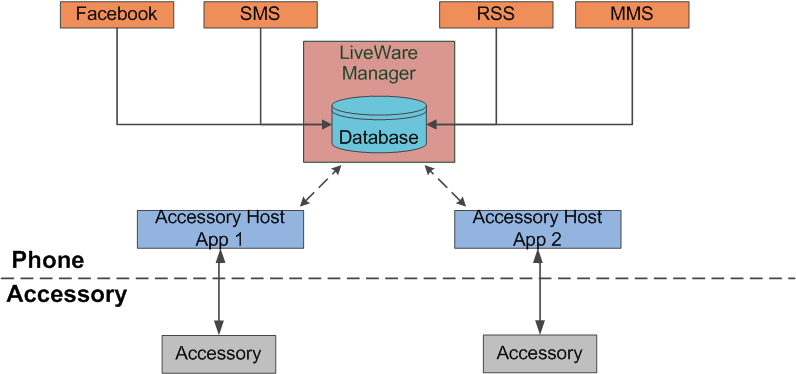 Facebook
SMS
RSS
MMS
LiveWare
Manager
Database
Accessory Host
App 1
Accessory Host
App 2
Phone
Accessory
Accessory
Accessory